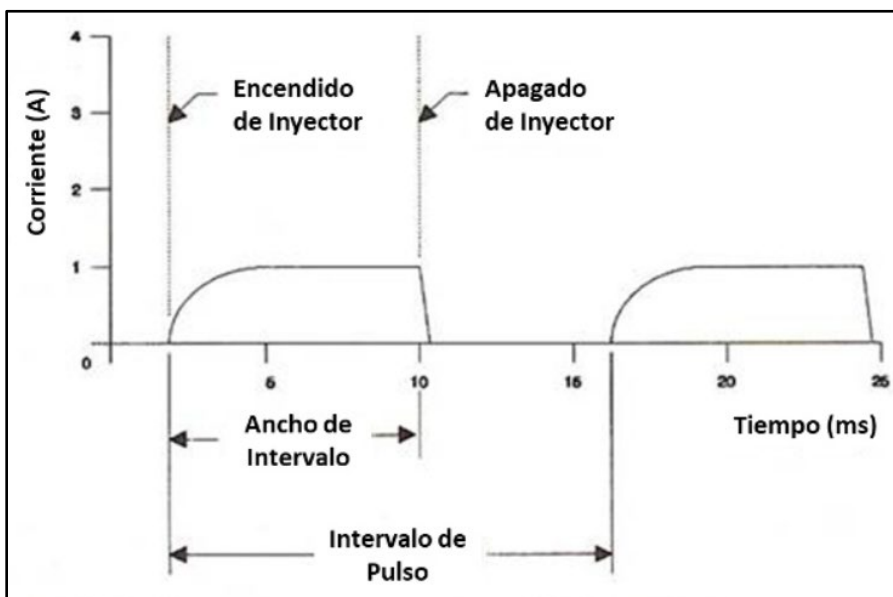 4
Encendido
de Inyector
Apagado
de Inyector
3
Corriente (A)
2
1
0
5
10
15
20
25
Tiempo (ms)
Ancho de
Intervalo
Intervalo de
Pulso